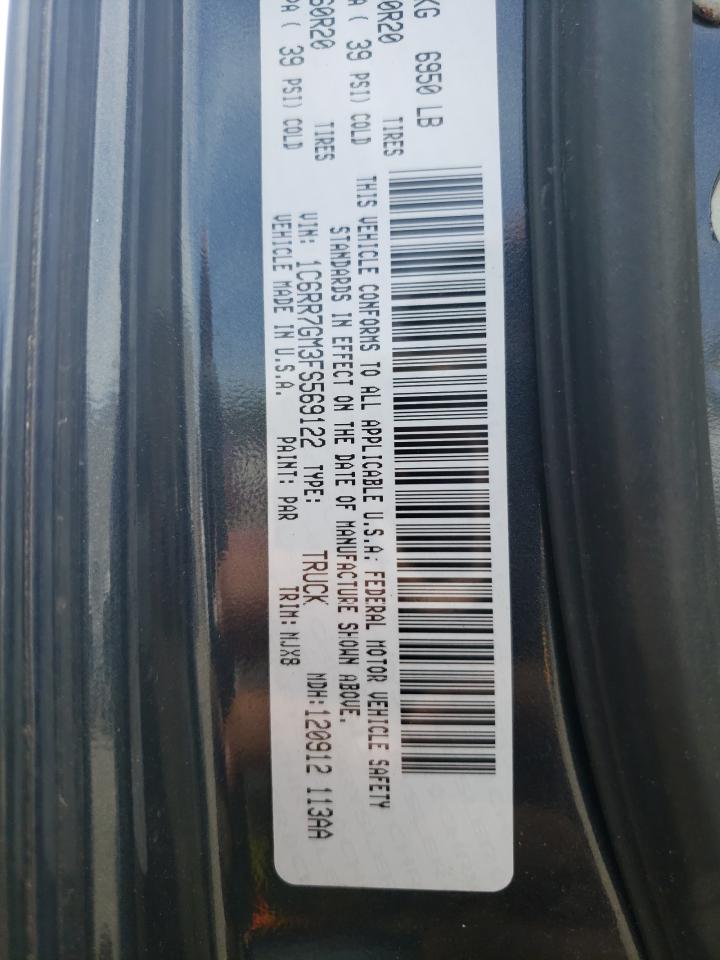 KG 6950 LB
0R20 TIRES
A ( 39 PSI) COLD
60R20 TIRES
PA ( 39 PSI) COLD
THIS VEHICLE CONFORMS TO ALL APPLICABLE U.S.A. FEDERAL MOTOR VEHICLE SAFETY
STANDARDS IN EFFECT ON THE DATE OF MANUFACTURE SHOWN ABOVE.
VIN: 1C6RR7GM3FS569122 TYPE: TRUCK MDH:120912 113AA
VEHICLE MADE IN U.S.A. PAINT: PAR TRIM: MJX8